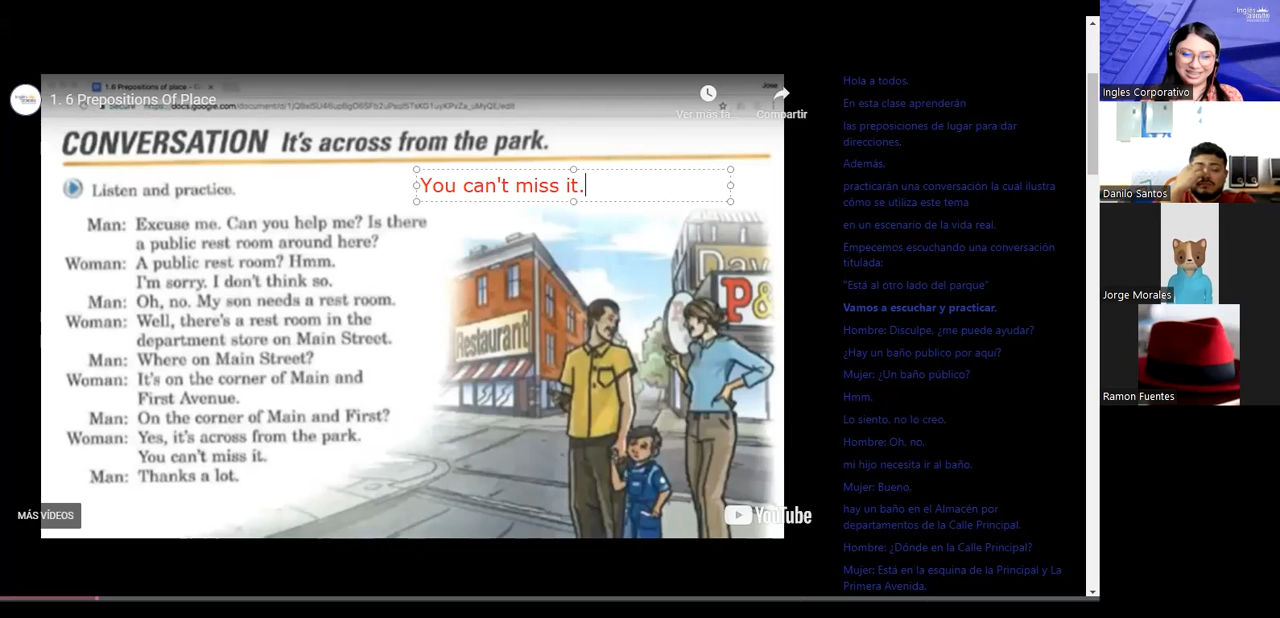 1.6 Prepositions of place
1. 6 Prepositions Of Place
Ver más ta...
Compartir
CONVERSATION It's across from the park.
You can't miss it.
Listen and practice.
Man: Excuse me. Can you help me? Is there
a public rest room around here?
Woman: A public rest room? Hmm.
I'm sorry. I don't think so.
Man: Oh, no. My son needs a rest room.
Woman: Well, there's a rest room in the
department store on Main Street.
Man: Where on Main Street?
Woman: It's on the corner of Main and
First Avenue.
Man: On the corner of Main and First?
Woman: Yes, it's across from the park.
You can't miss it.
Man: Thanks a lot.
Restaurant
P&
MÁS VÍDEOS
YouTube
Hola a todos.
En esta clase aprenderán
las preposiciones de lugar para dar
direcciones.
Además.
practicarán una conversación la cual ilustra
cómo se utiliza este tema
en un escenario de la vida real.
Empecemos escuchando una conversación
titulada:
"Está al otro lado del parque"
Vamos a escuchar y practicar.
Hombre: Disculpe, ¿me puede ayudar?
¿Hay un baño publico por aquí?
Mujer: ¿Un baño público?
Hmm.
Lo siento, no lo creo.
Hombre: Oh, no.
mi hijo necesita ir al baño.
Mujer: Bueno.
hay un baño en el Almacén por
departamentos de la Calle Principal.
Hombre: ¿Dónde en la Calle Principal?
Mujer: Está en la esquina de la Principal y La
Primera Avenida.
Ingles Corporativo
Danilo Santos
Jorge Morales
Ramon Fuentes